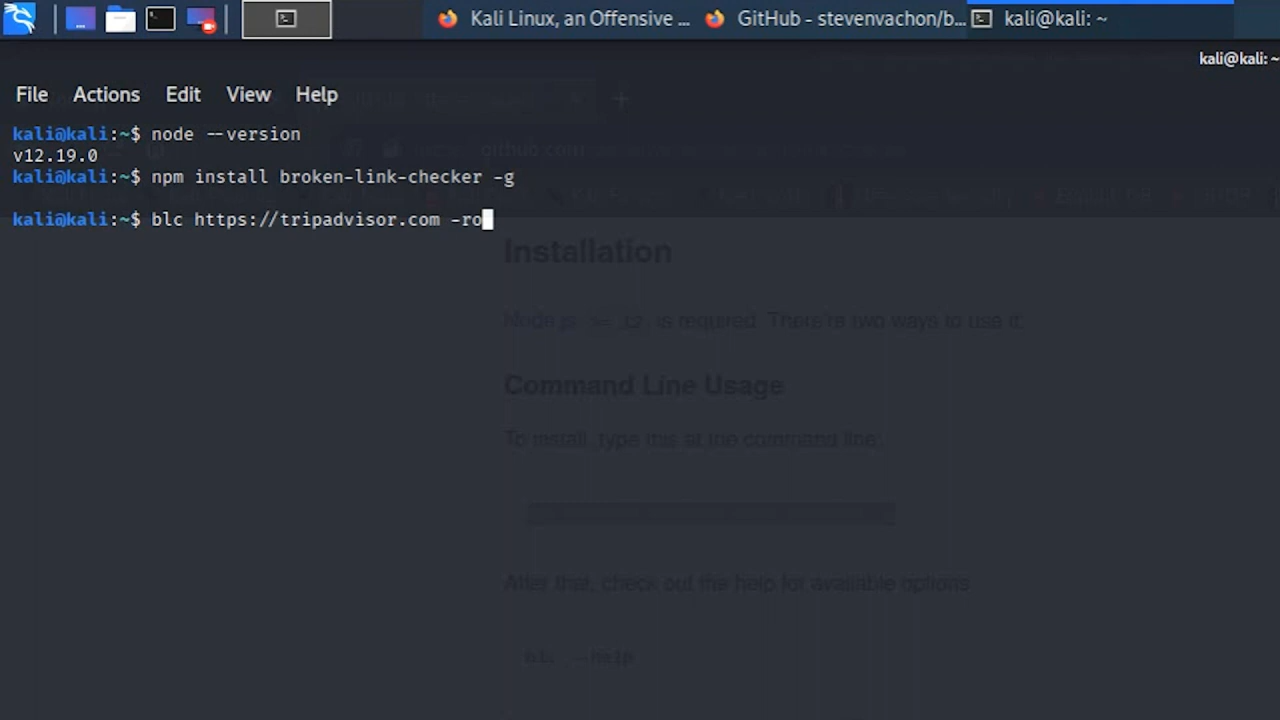 Kali Linux, an Offensive ...
GitHub - stevenvachon/b...
kali@kali: ~
kali@kali: ~
File Actions Edit View Help
kali@kali:~$ node --version
v12.19.0
kali@kali:~$ npm install broken-link-checker -g
kali@kali:~$ blc https://tripadvisor.com -ro
Installation
Node.js >= 12 is required. There're two ways to use it:
Command Line Usage
To install, type this at the command line:
After that, check out the help for available options
blc --help